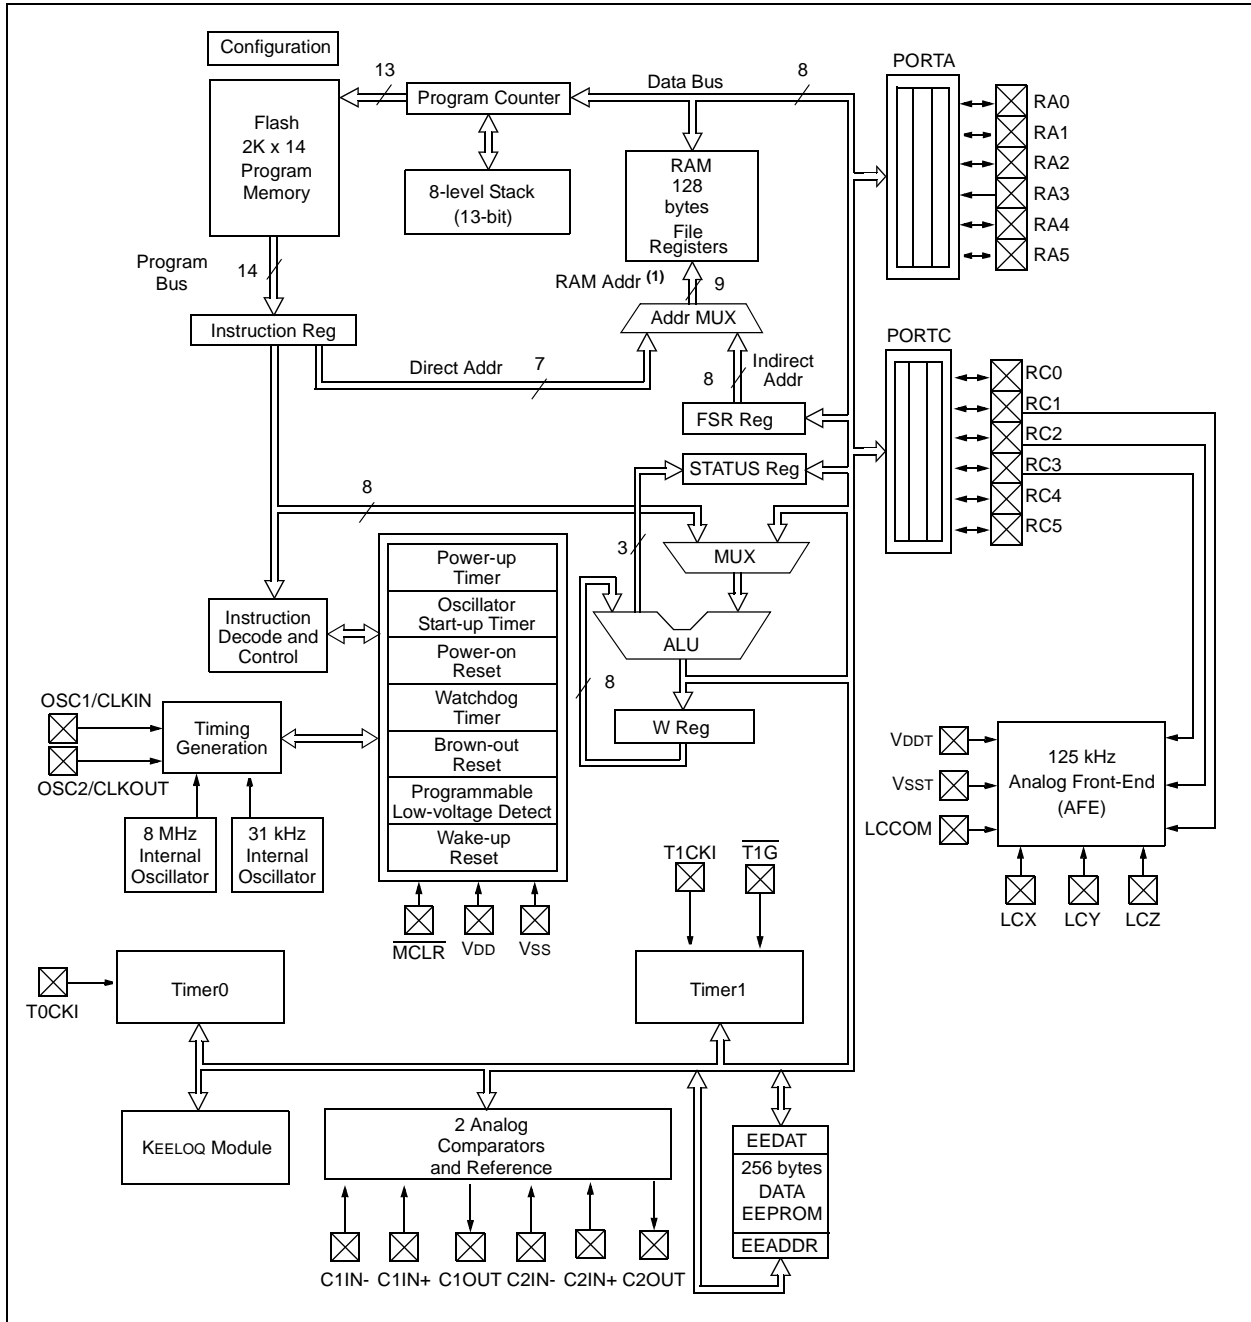 Configuration
13
Program Counter
Data Bus
8
PORTA
Flash
2K x 14
Program
Memory
8-level Stack
(13-bit)
RAM
128
bytes
File
Registers
RA0
RA1
RA2
RA3
RA4
RA5
Program
Bus
14
RAM Addr (1)
9
Addr MUX
Instruction Reg
Direct Addr
7
8
Indirect
Addr
FSR Reg
STATUS Reg
PORTC
RC0
RC1
RC2
RC3
RC4
RC5
8
3
MUX
ALU
8
W Reg
Instruction
Decode and
Control
Power-up
Timer
Oscillator
Start-up Timer
Power-on
Reset
Watchdog
Timer
Brown-out
Reset
Programmable
Low-voltage Detect
Wake-up
Reset
OSC1/CLKIN
OSC2/CLKOUT
Timing
Generation
8 MHz
Internal
Oscillator
31 kHz
Internal
Oscillator
MCLR
VDD
VSS
VDDT
VSST
LCCOM
125 kHz
Analog Front-End
(AFE)
LCX
LCY
LCZ
T1CKI
T1G
T0CKI
Timer0
Timer1
KEELOQ Module
2 Analog
Comparators
and Reference
EEDAT
256 bytes
DATA
EEPROM
EEADDR
C1IN-
C1IN+
C1OUT
C2IN-
C2IN+
C2OUT